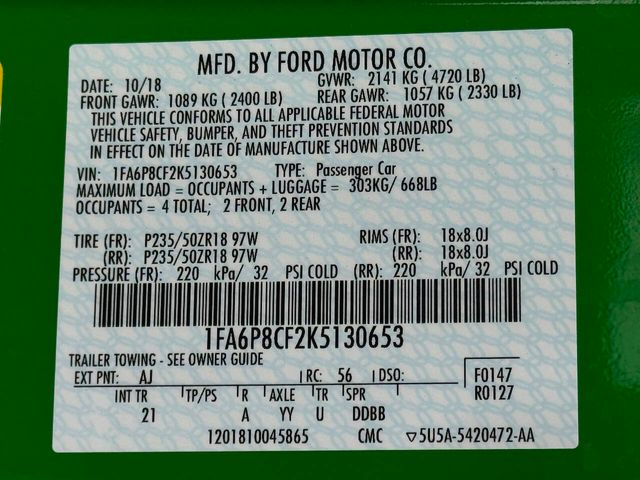 MFD. BY FORD MOTOR CO.
DATE: 10/18 GVWR: 2141 KG ( 4720 LB)
FRONT GAWR: 1089 KG ( 2400 LB) REAR GAWR: 1057 KG ( 2330 LB)
THIS VEHICLE CONFORMS TO ALL APPLICABLE FEDERAL MOTOR
VEHICLE SAFETY, BUMPER, AND THEFT PREVENTION STANDARDS
IN EFFECT ON THE DATE OF MANUFACTURE SHOWN ABOVE.
VIN: 1FA6P8CF2K5130653 TYPE: Passenger Car
MAXIMUM LOAD = OCCUPANTS + LUGGAGE = 303KG/ 668LB
OCCUPANTS = 4 TOTAL; 2 FRONT, 2 REAR
TIRE (FR): P235/50ZR18 97W RIMS (FR): 18x8.0J
(RR): P235/50ZR18 97W (RR): 18x8.0J
PRESSURE (FR): 220 kPa/ 32 PSI COLD (RR): 220 kPa/ 32 PSI COLD
1FA6P8CF2K5130653
TRAILER TOWING - SEE OWNER GUIDE
EXT PNT: AJ RC: 56 DSO: F0147
R0127
INT TR TP/PS R AXLE TR SPR
21 A YY U DDBB
1201810045865 CMC ▽5U5A-5420472-AA